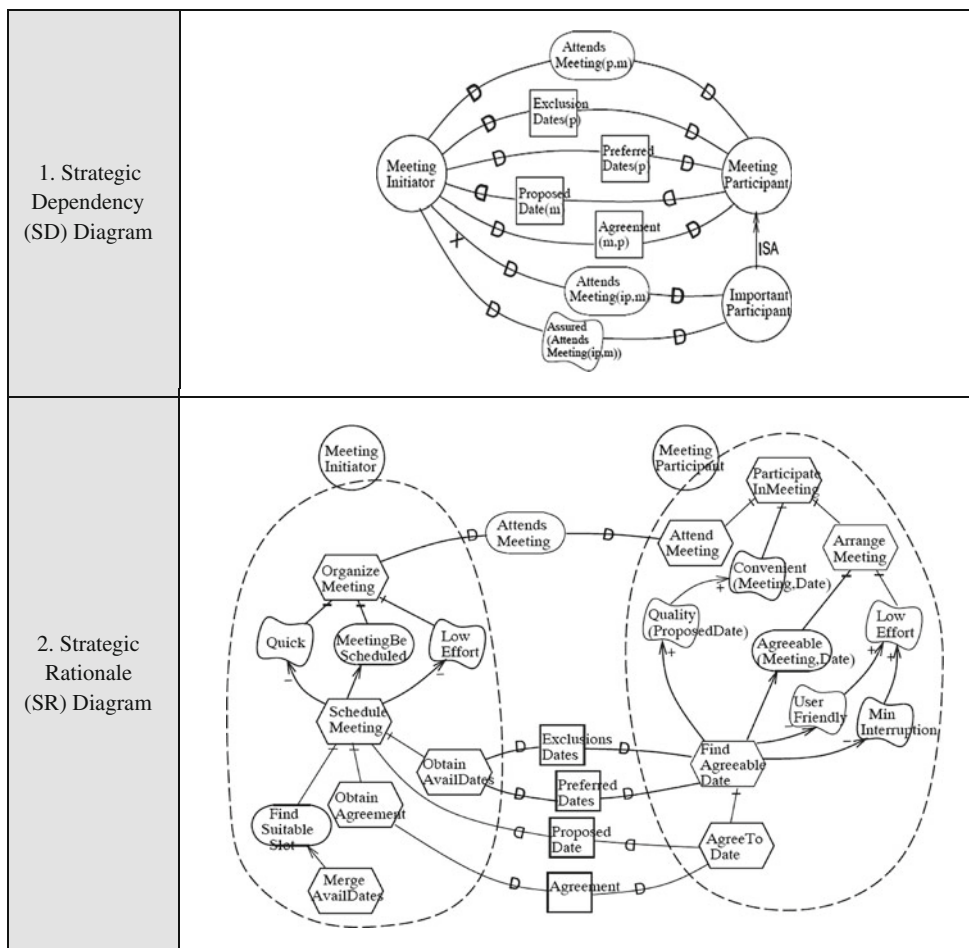 1. Strategic
Dependency
(SD) Diagram
Attends
Meeting(p,m)
D
D
Exclusion
Dates(p)
D
D
Preferred
Dates(p)
D
D
Meeting
Initiator
Meeting
Participant
Proposed
Date(m)
D
D
Agreement
(m,p)
D
D
X
ISA
Attends
Meeting(ip,m)
D
D
Important
Participant
Assured
(Attends
Meeting(ip,m))
D
D
2. Strategic
Rationale
(SR) Diagram
Meeting
Initiator
Meeting
Participant
Participate
InMeeting
Attends
Meeting
D
D
Attend
Meeting
Arrange
Meeting
Organize
Meeting
Convenient
(Meeting,Date)
+
Quality
(ProposedDate)
+
Low
Effort
+
+
Quick
–
MeetingBe
Scheduled
Low
Effort
–
Agreeable
(Meeting,Date)
User
Friendly
–
Min
Interruption
–
Schedule
Meeting
Exclusions
Dates
D
D
Obtain
AvailDates
Find
Agreeable
Date
Preferred
Dates
D
D
Obtain
Agreement
Find
Suitable
Slot
Proposed
Date
D
D
AgreeTo
Date
Merge
AvailDates
Agreement
D
D